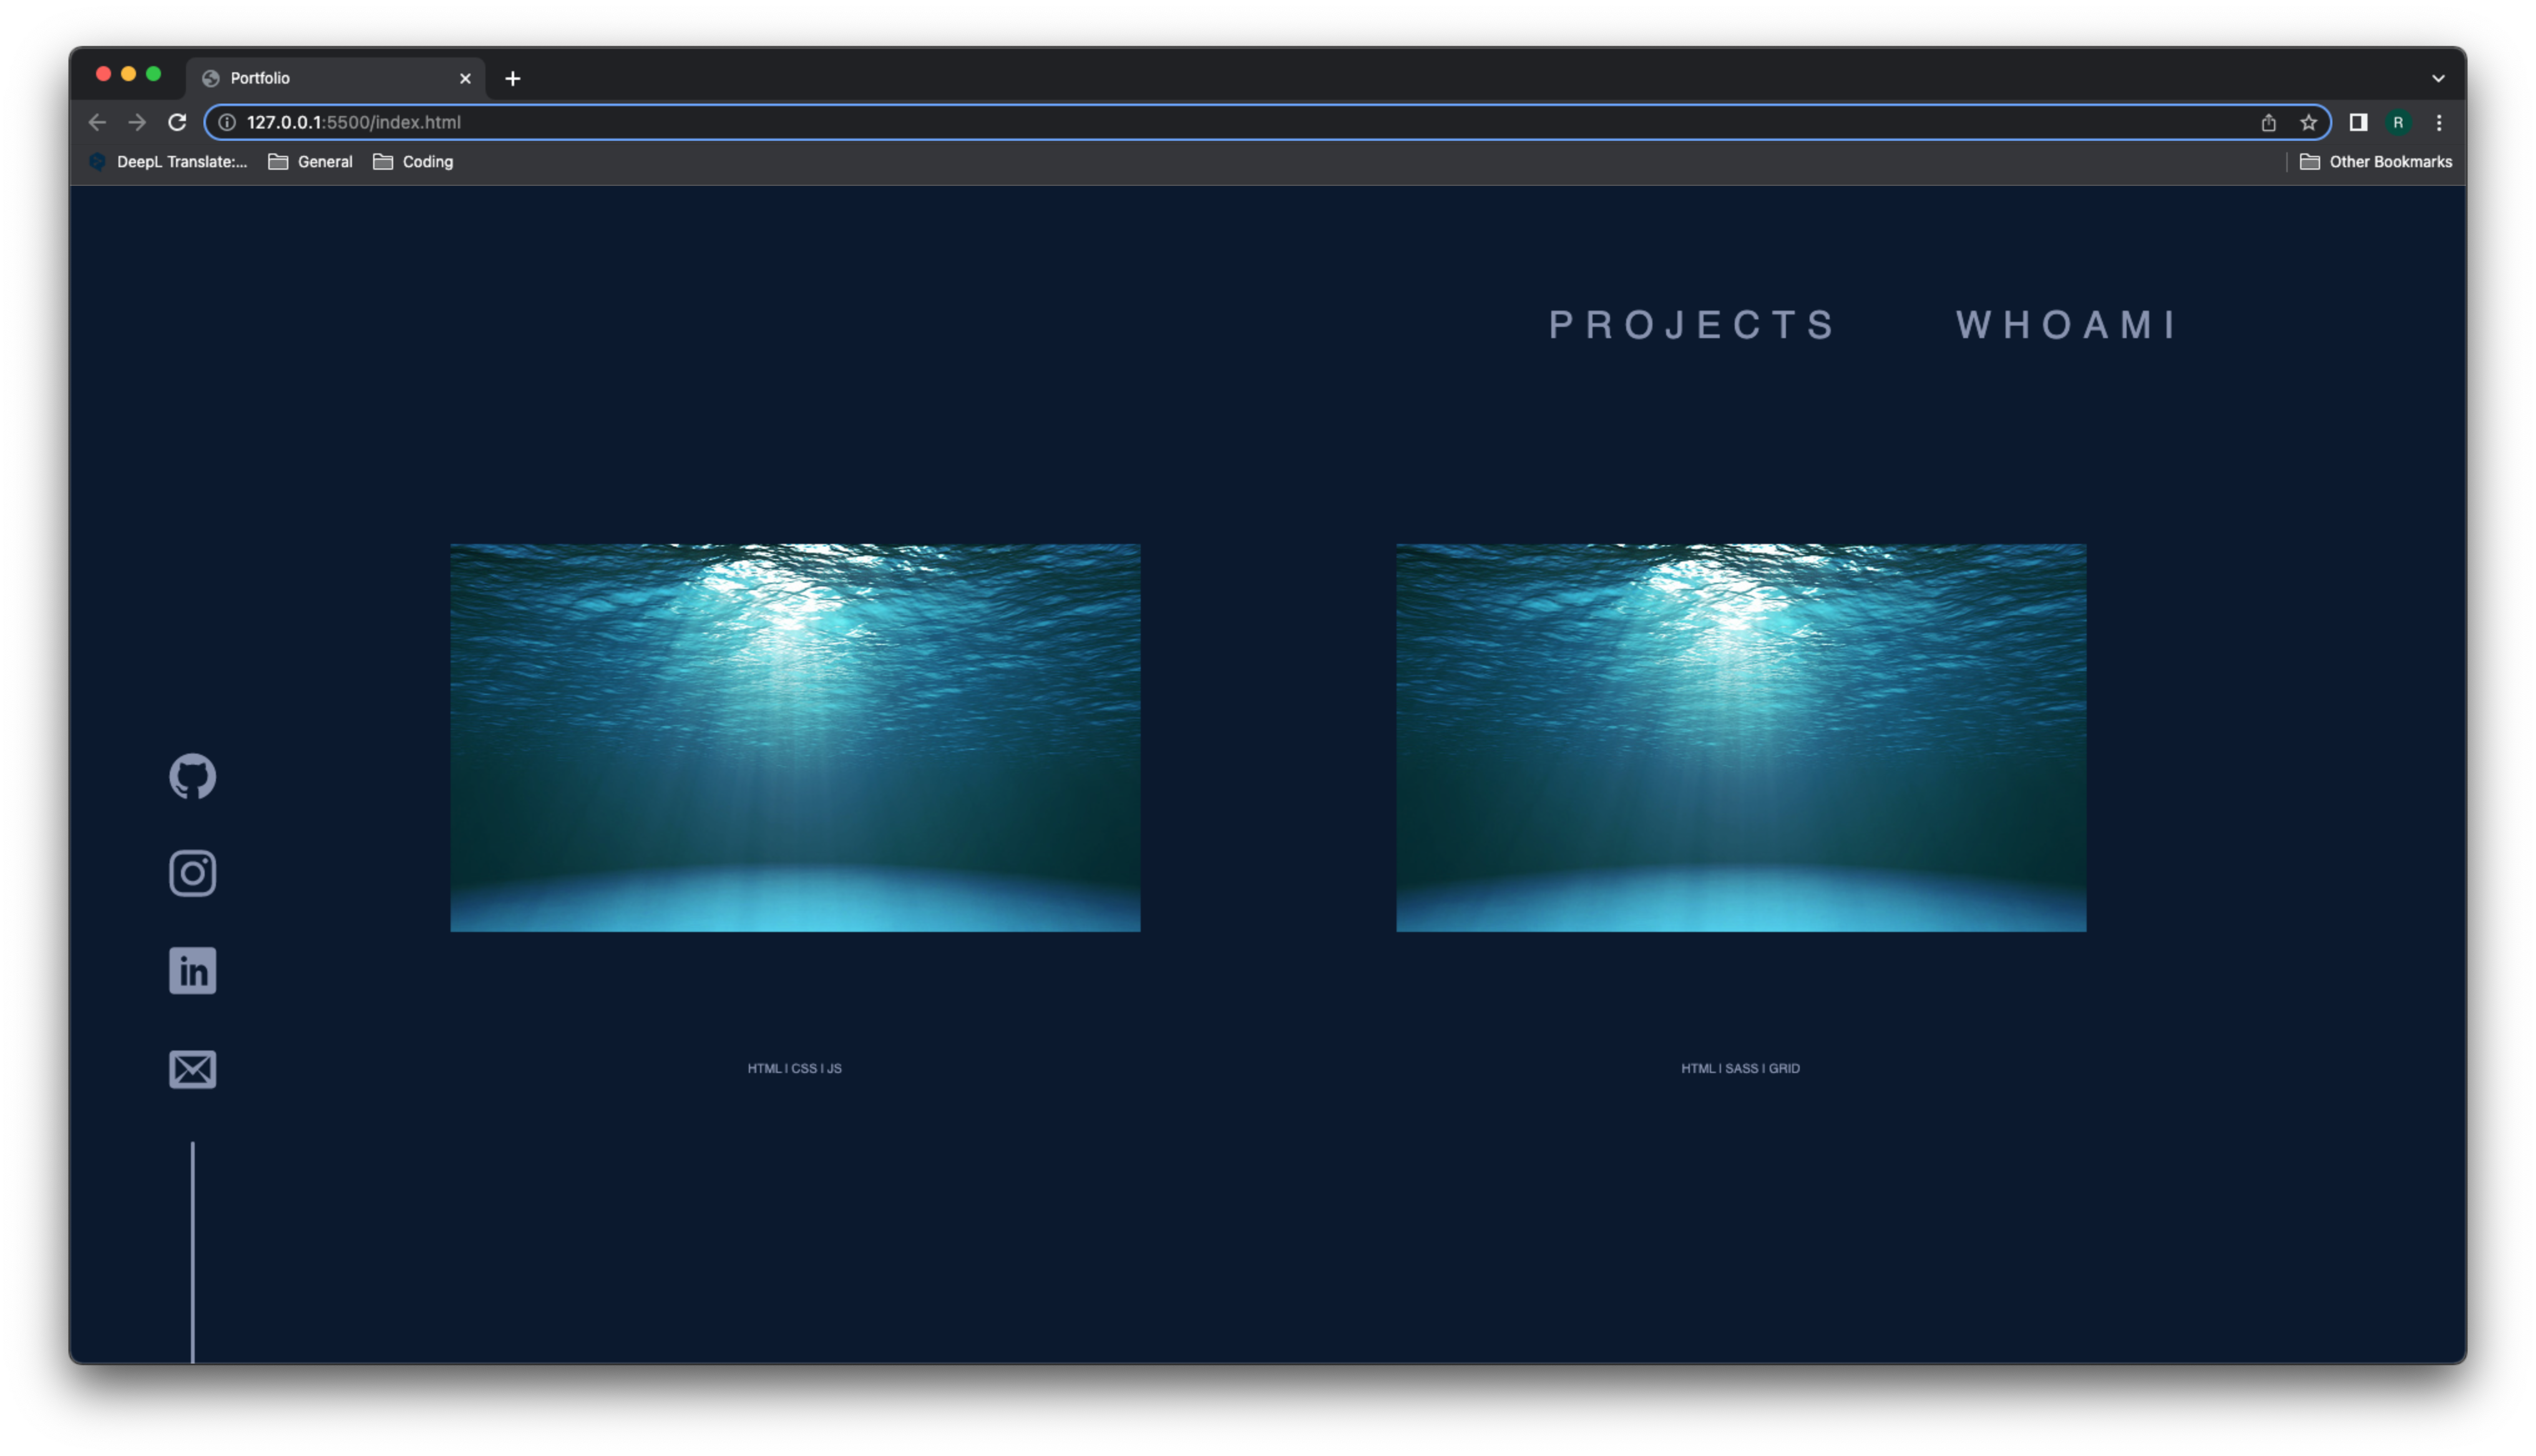 Portfolio
127.0.0.1:5500/index.html
R
DeepL Translate:... General Coding Other Bookmarks
PROJECTS WHOAMI
in
HTML | CSS | JS HTML | SASS | GRID